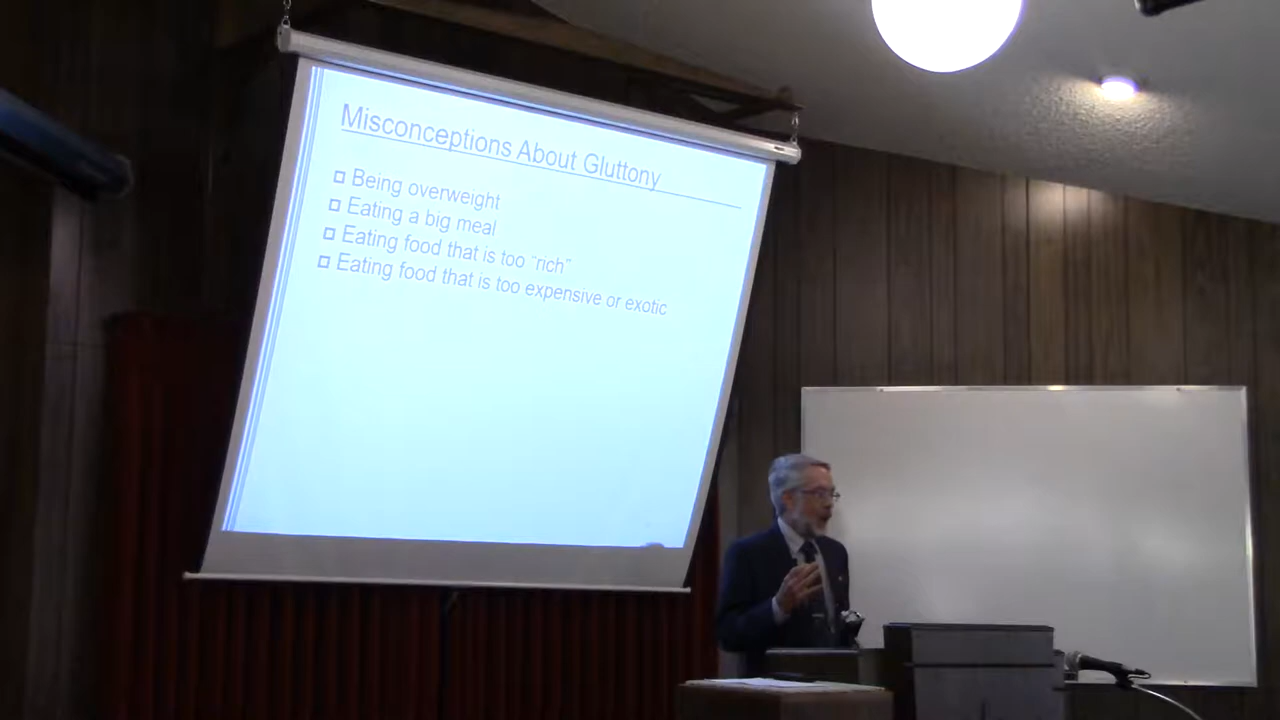 Misconceptions About Gluttony
Being overweight
Eating a big meal
Eating food that is too "rich"
Eating food that is too expensive or exotic